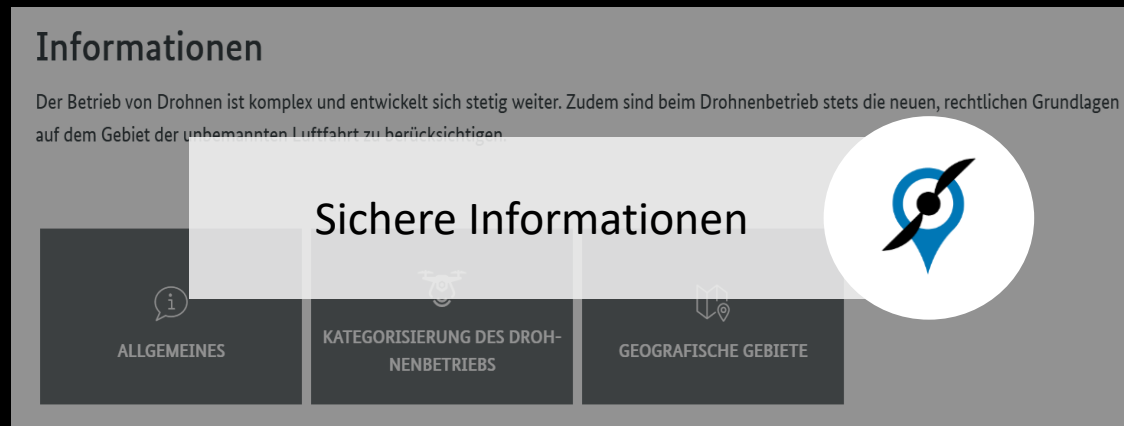 Informationen
Der Betrieb von Drohnen ist komplex und entwickelt sich stetig weiter. Zudem sind beim Drohnenbetrieb stets die neuen, rechtlichen Grundlagen
auf dem Gebiet der unbemannten Luftfahrt zu berücksichtigen.
Sichere Informationen
ALLGEMEINES
KATEGORISIERUNG DES DROH-
NENBETRIEBS
GEOGRAFISCHE GEBIETE